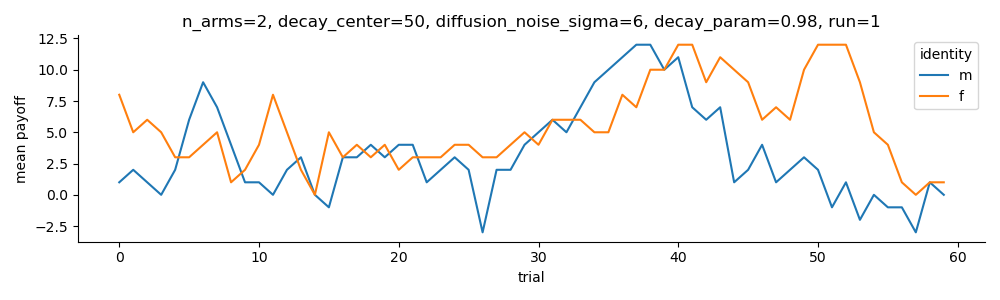 n_arms=2, decay_center=50, diffusion_noise_sigma=6, decay_param=0.98, run=1
12.5
10.0
7.5
5.0
2.5
0.0
−2.5
mean payoff
identity
m
f
0 10 20 30 40 50 60
trial